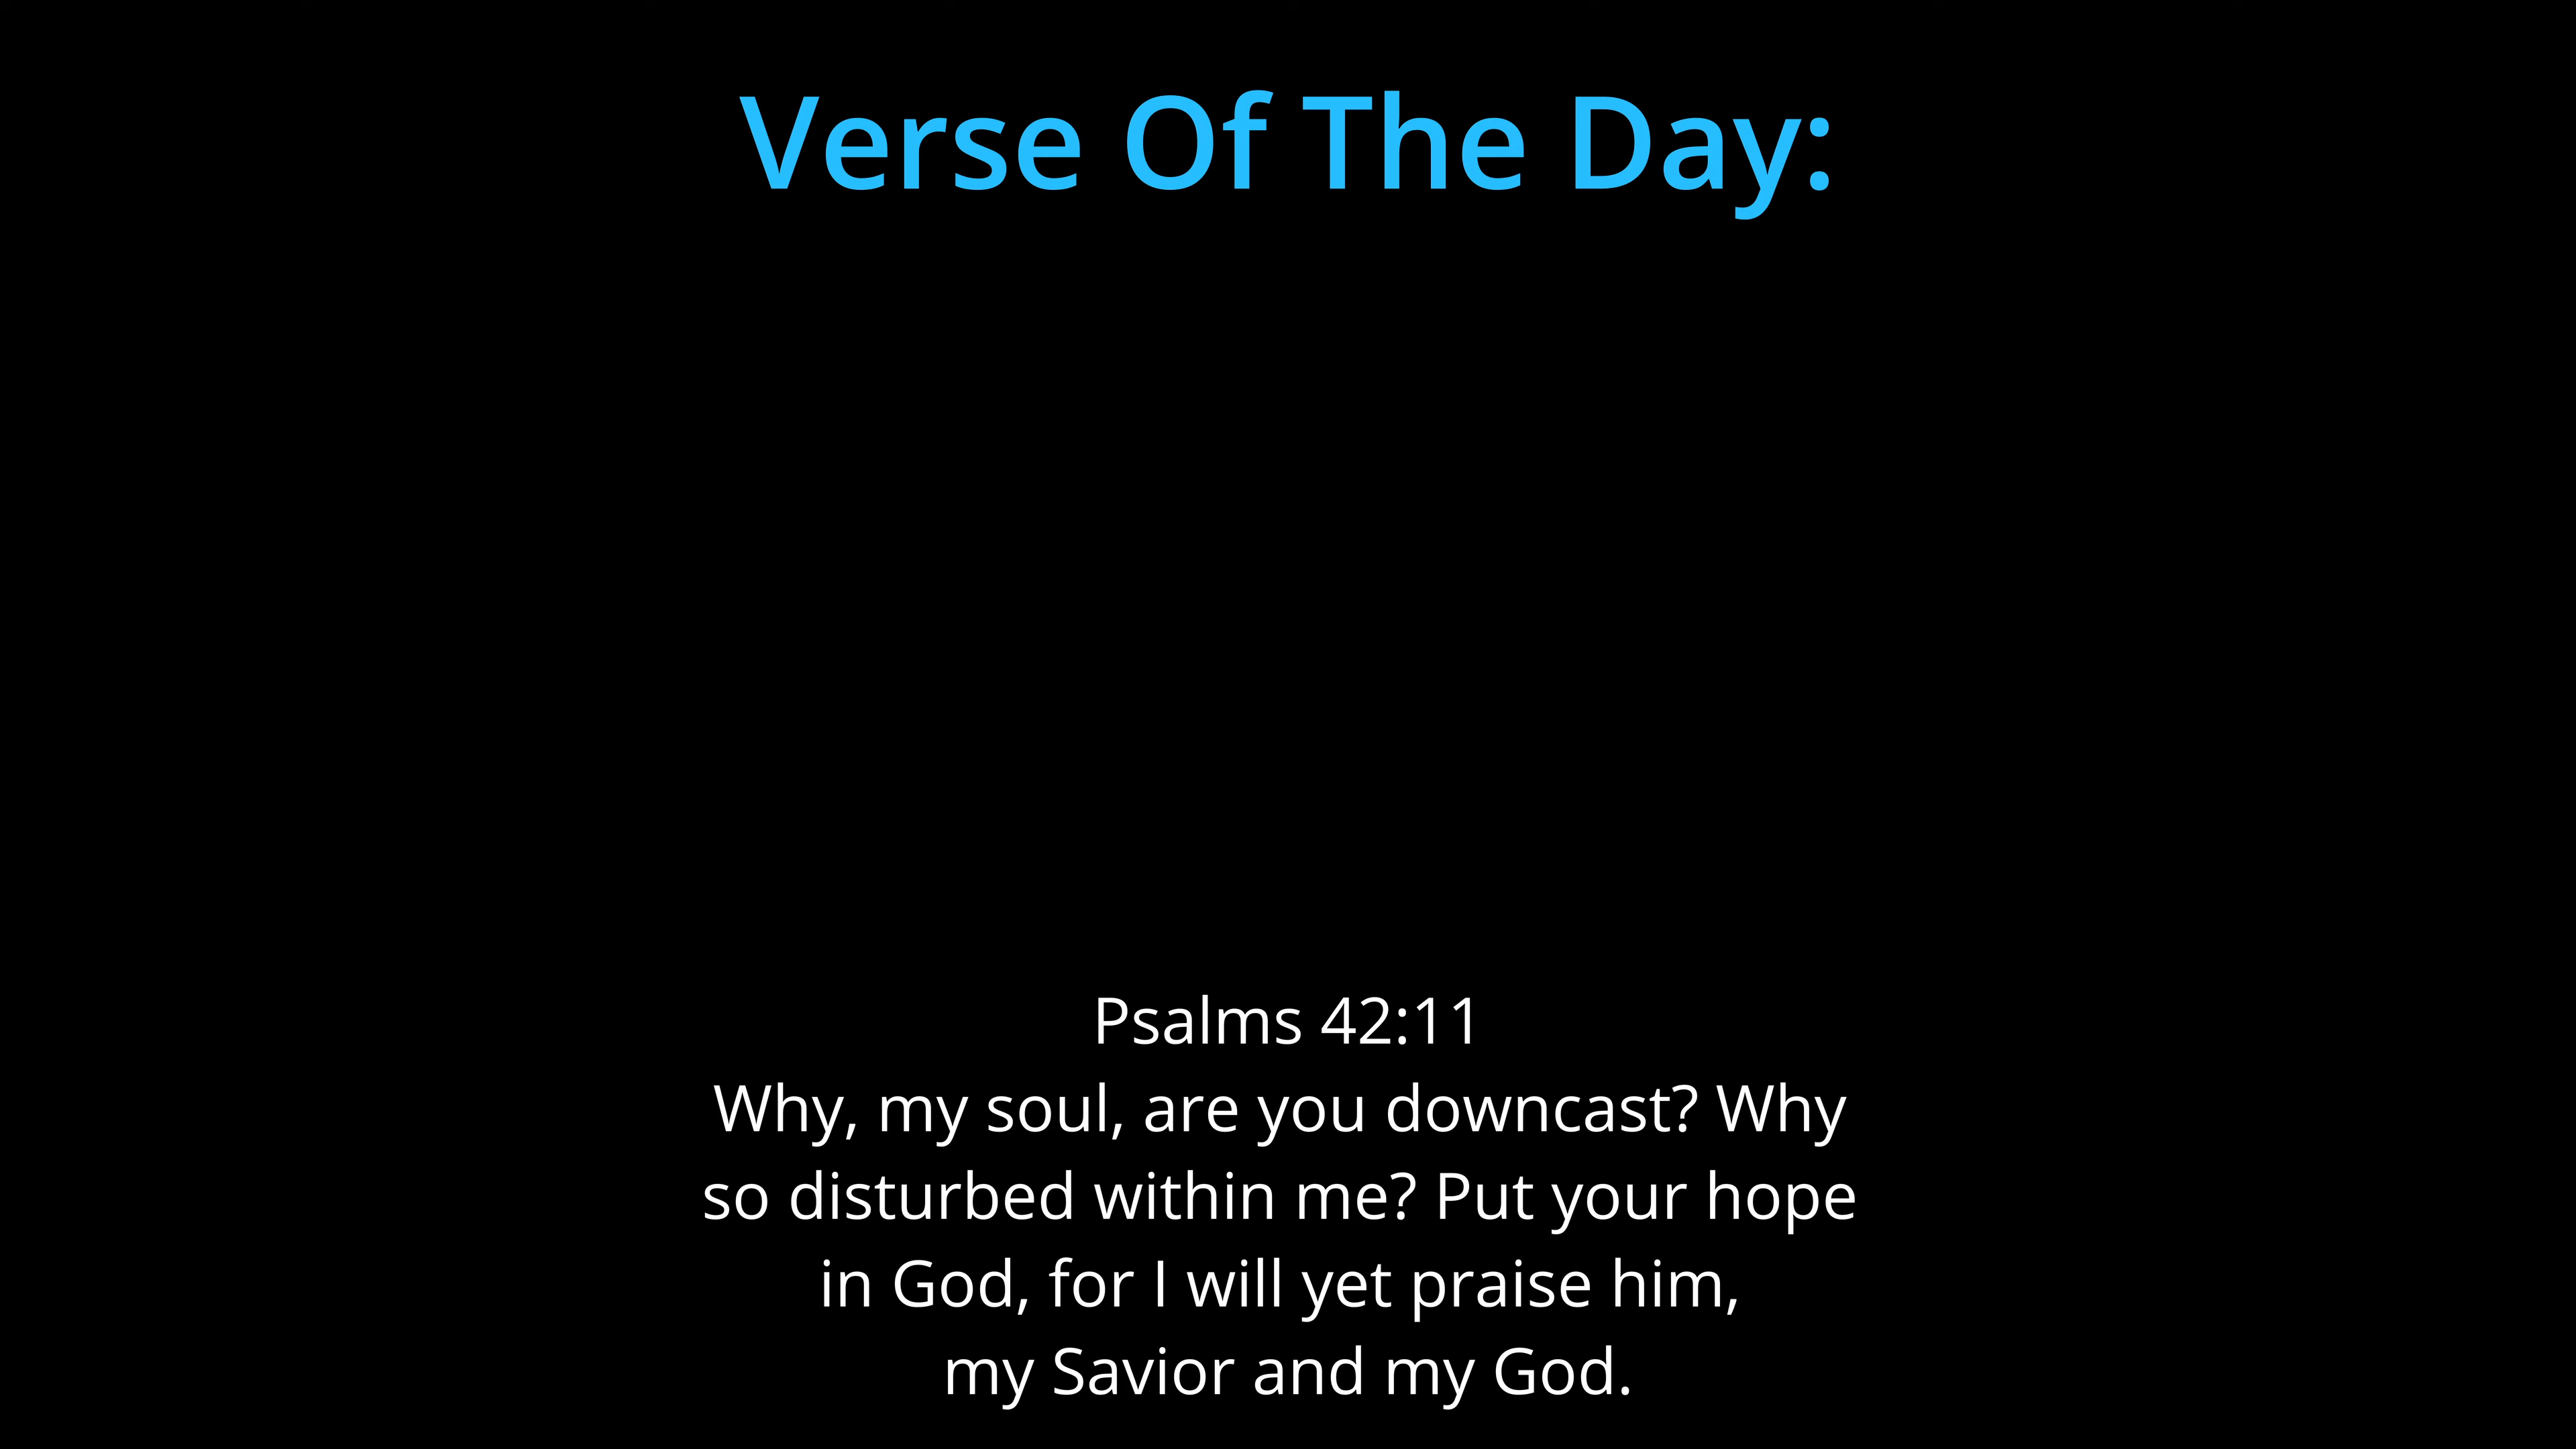 Verse Of The Day:
Psalms 42:11
Why, my soul, are you downcast? Why
so disturbed within me? Put your hope
in God, for I will yet praise him,
my Savior and my God.